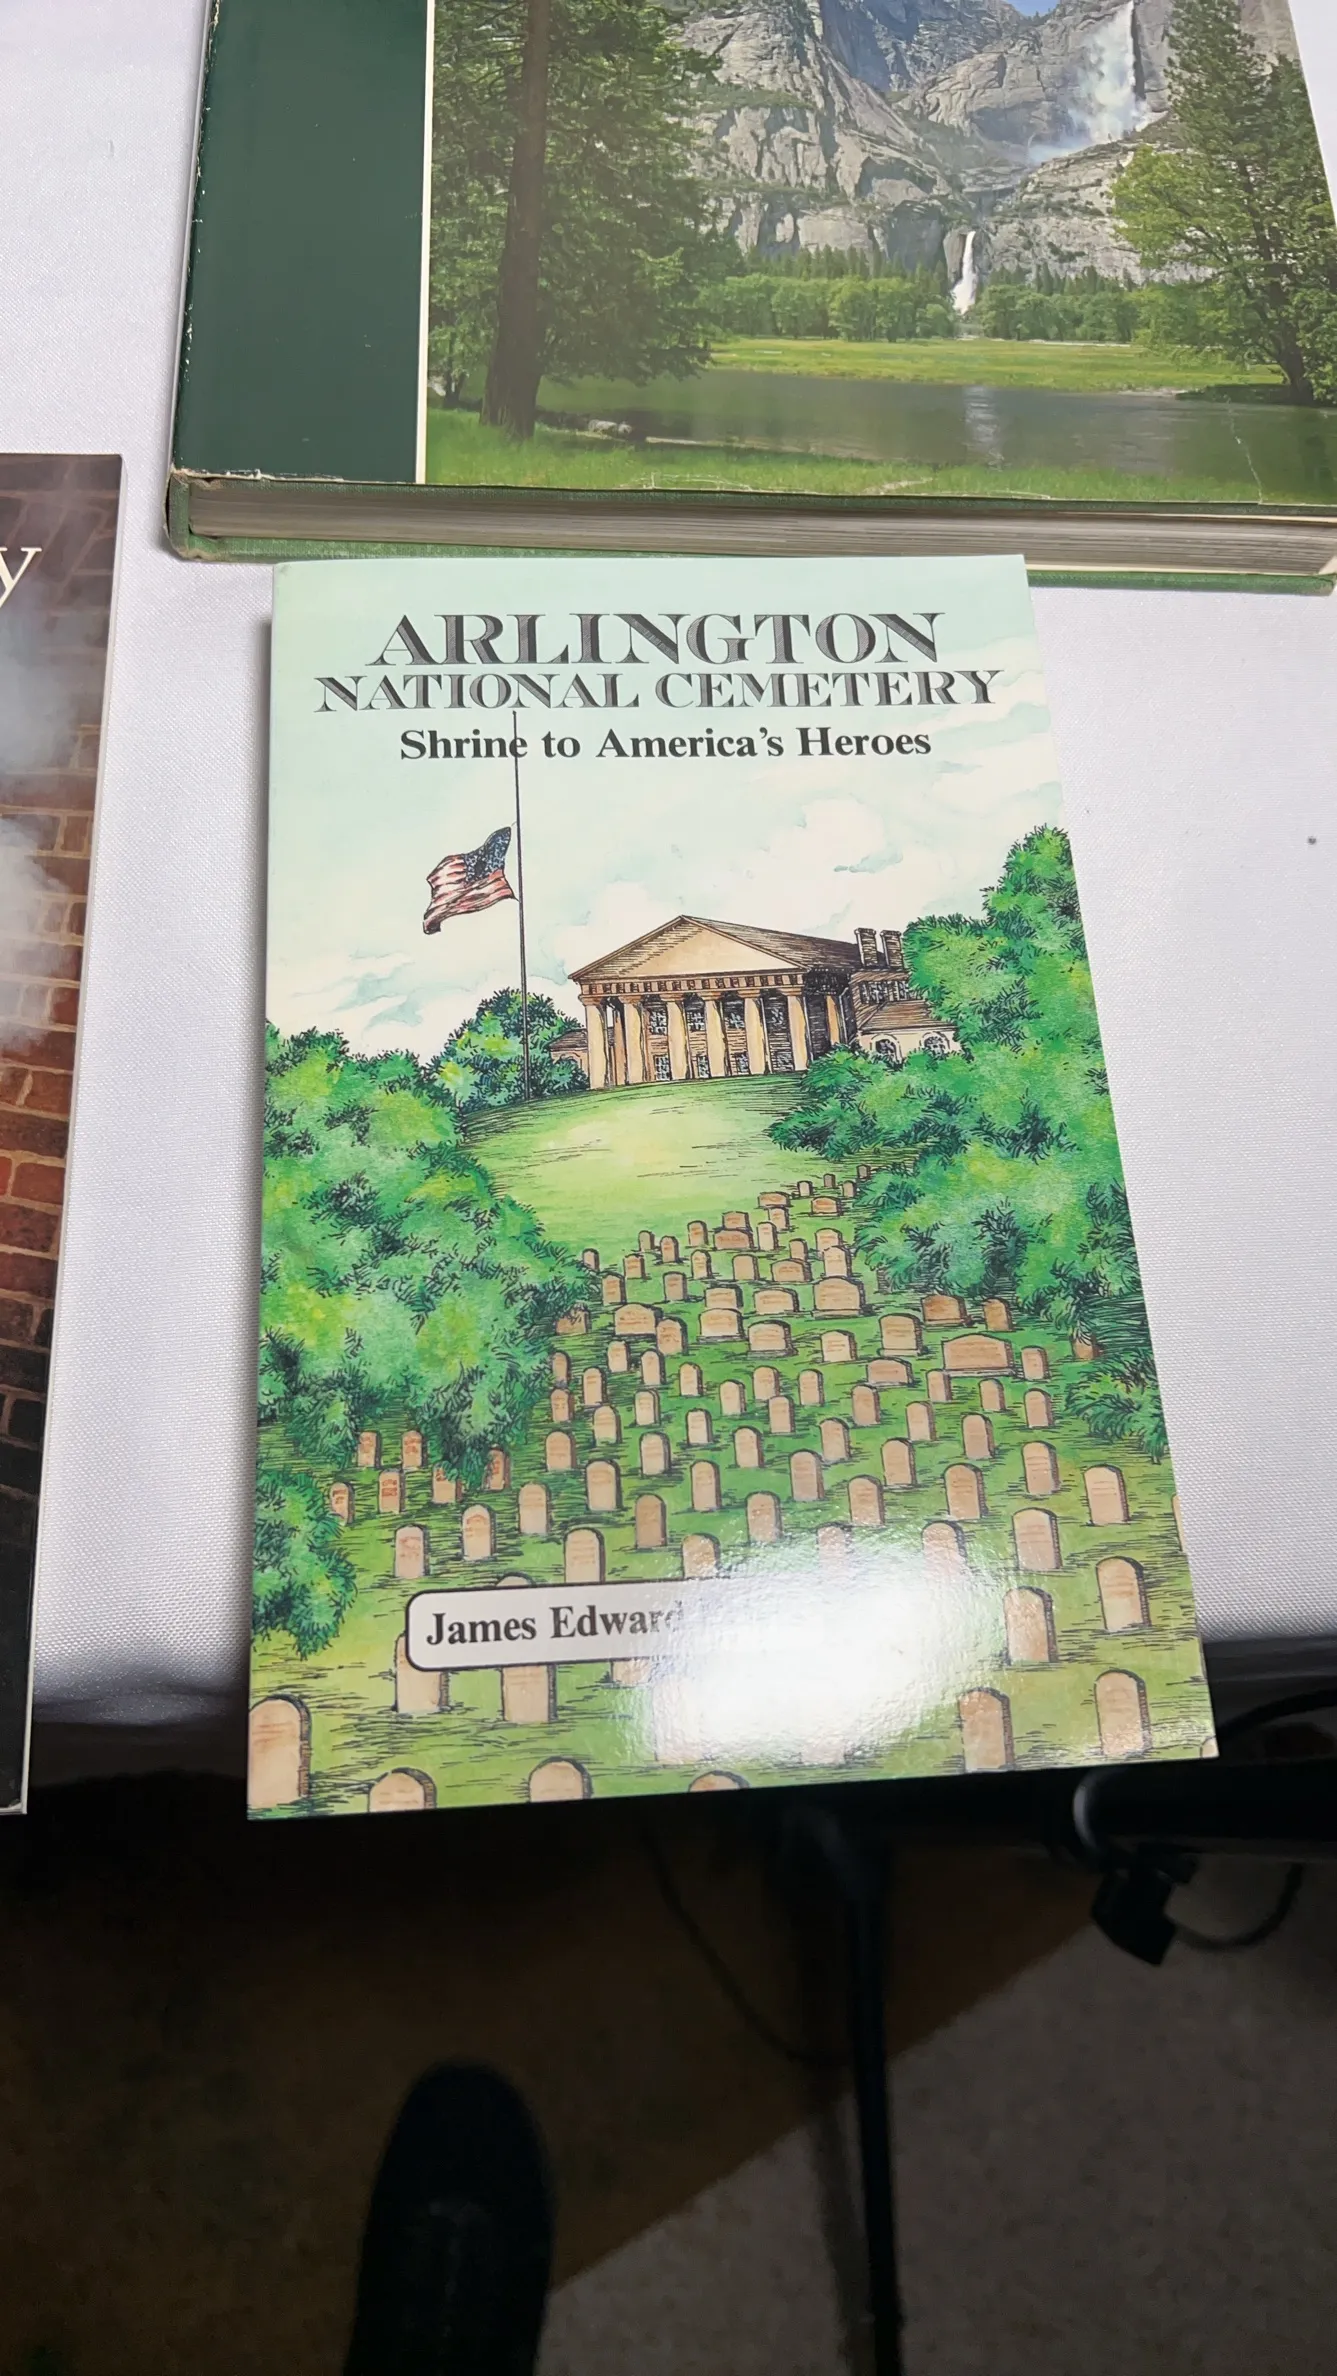 y
ARLINGTON
NATIONAL CEMETERY
Shrine to America's Heroes
James Edward